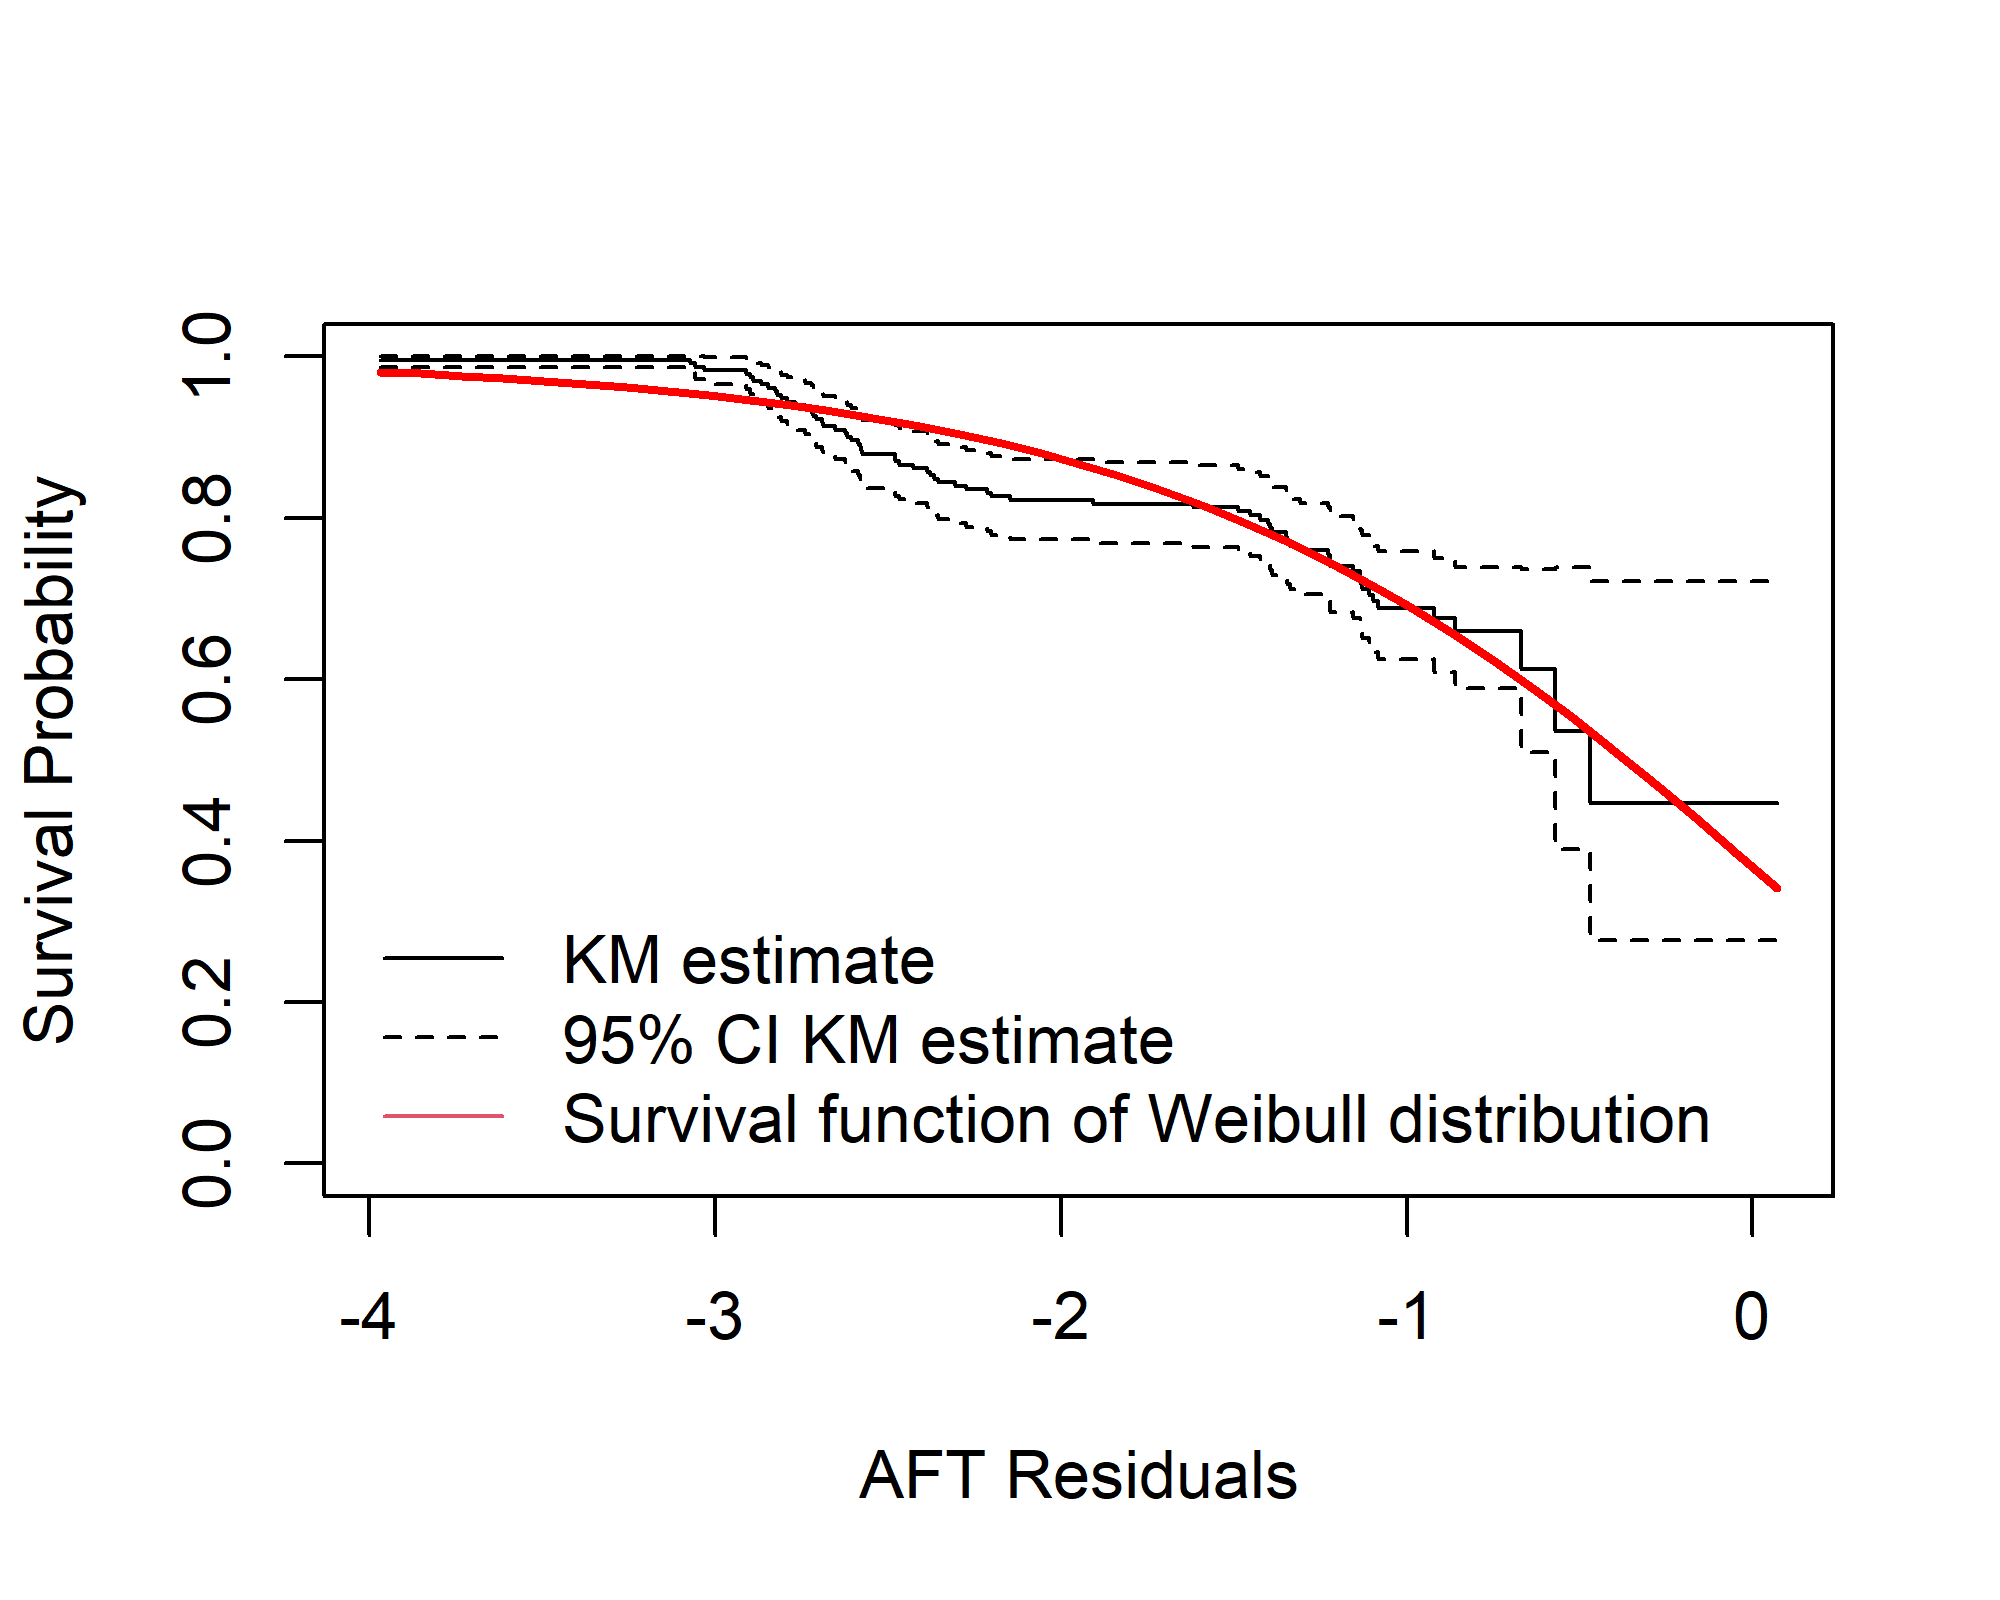 Survival Probability
1.0
0.8
0.6
0.4
0.2
0.0
KM estimate
95% CI KM estimate
Survival function of Weibull distribution
-4 -3 -2 -1 0
AFT Residuals